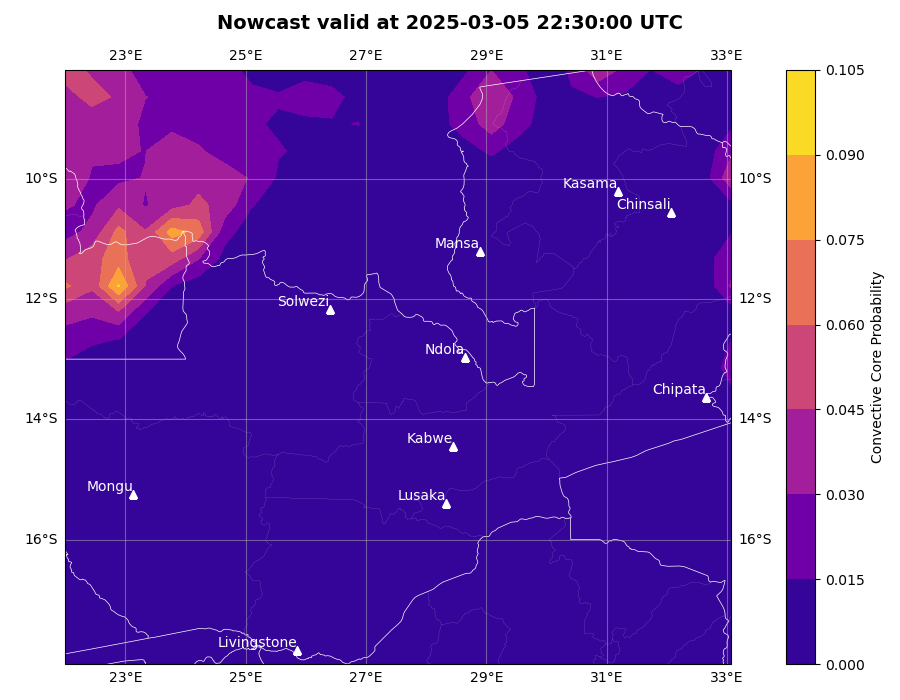 Nowcast valid at 2025-03-05 22:30:00 UTC
23°E 25°E 27°E 29°E 31°E 33°E
0.105
0.090
10°S 10°S
Kasama
Chinsali
0.075
Mansa
12°S 12°S
Solwezi
0.060
Ndola
Chipata
0.045
14°S 14°S
Kabwe
Mongu
Lusaka
0.030
16°S 16°S
0.015
Livingstone
0.000
23°E 25°E 27°E 29°E 31°E 33°E
Convective Core Probability